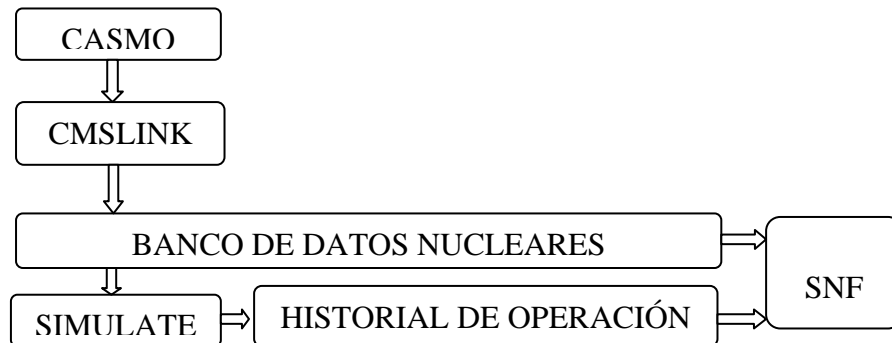 CASMO
CMSLINK
BANCO DE DATOS NUCLEARES
SNF
SIMULATE
HISTORIAL DE OPERACIÓN